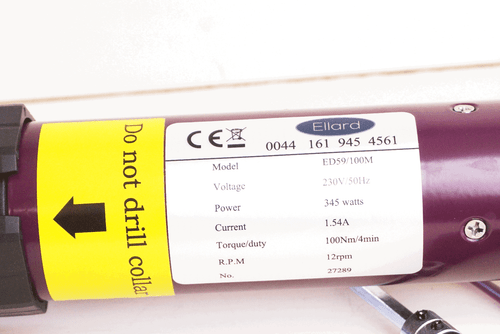 Do not drill collar
CE
Ellard
0044 161 945 4561
Model ED59/100M
Voltage 230V/50Hz
Power 345 watts
Current 1.54A
Torque/duty 100Nm/4min
R.P.M 12rpm
No. 27289